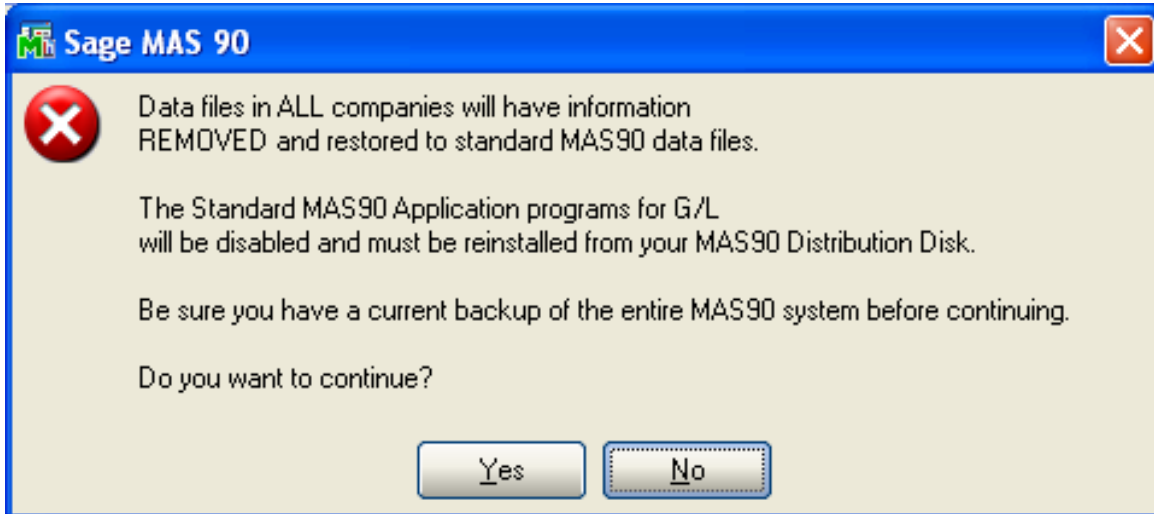 Sage MAS 90
Data files in ALL companies will have information
REMOVED and restored to standard MAS90 data files.
The Standard MAS90 Application programs for G/L
will be disabled and must be reinstalled from your MAS90 Distribution Disk.
Be sure you have a current backup of the entire MAS90 system before continuing.
Do you want to continue?
Yes
No